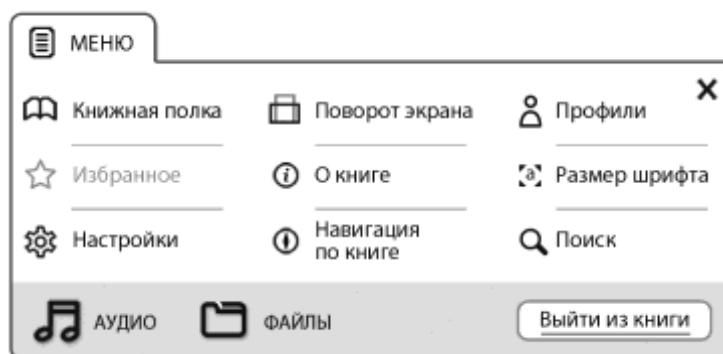 МЕНЮ
Книжная полка
Поворот экрана
Профили
Избранное
О книге
Размер шрифта
Настройки
Навигация
по книге
Поиск
АУДИО
ФАЙЛЫ
Выйти из книги